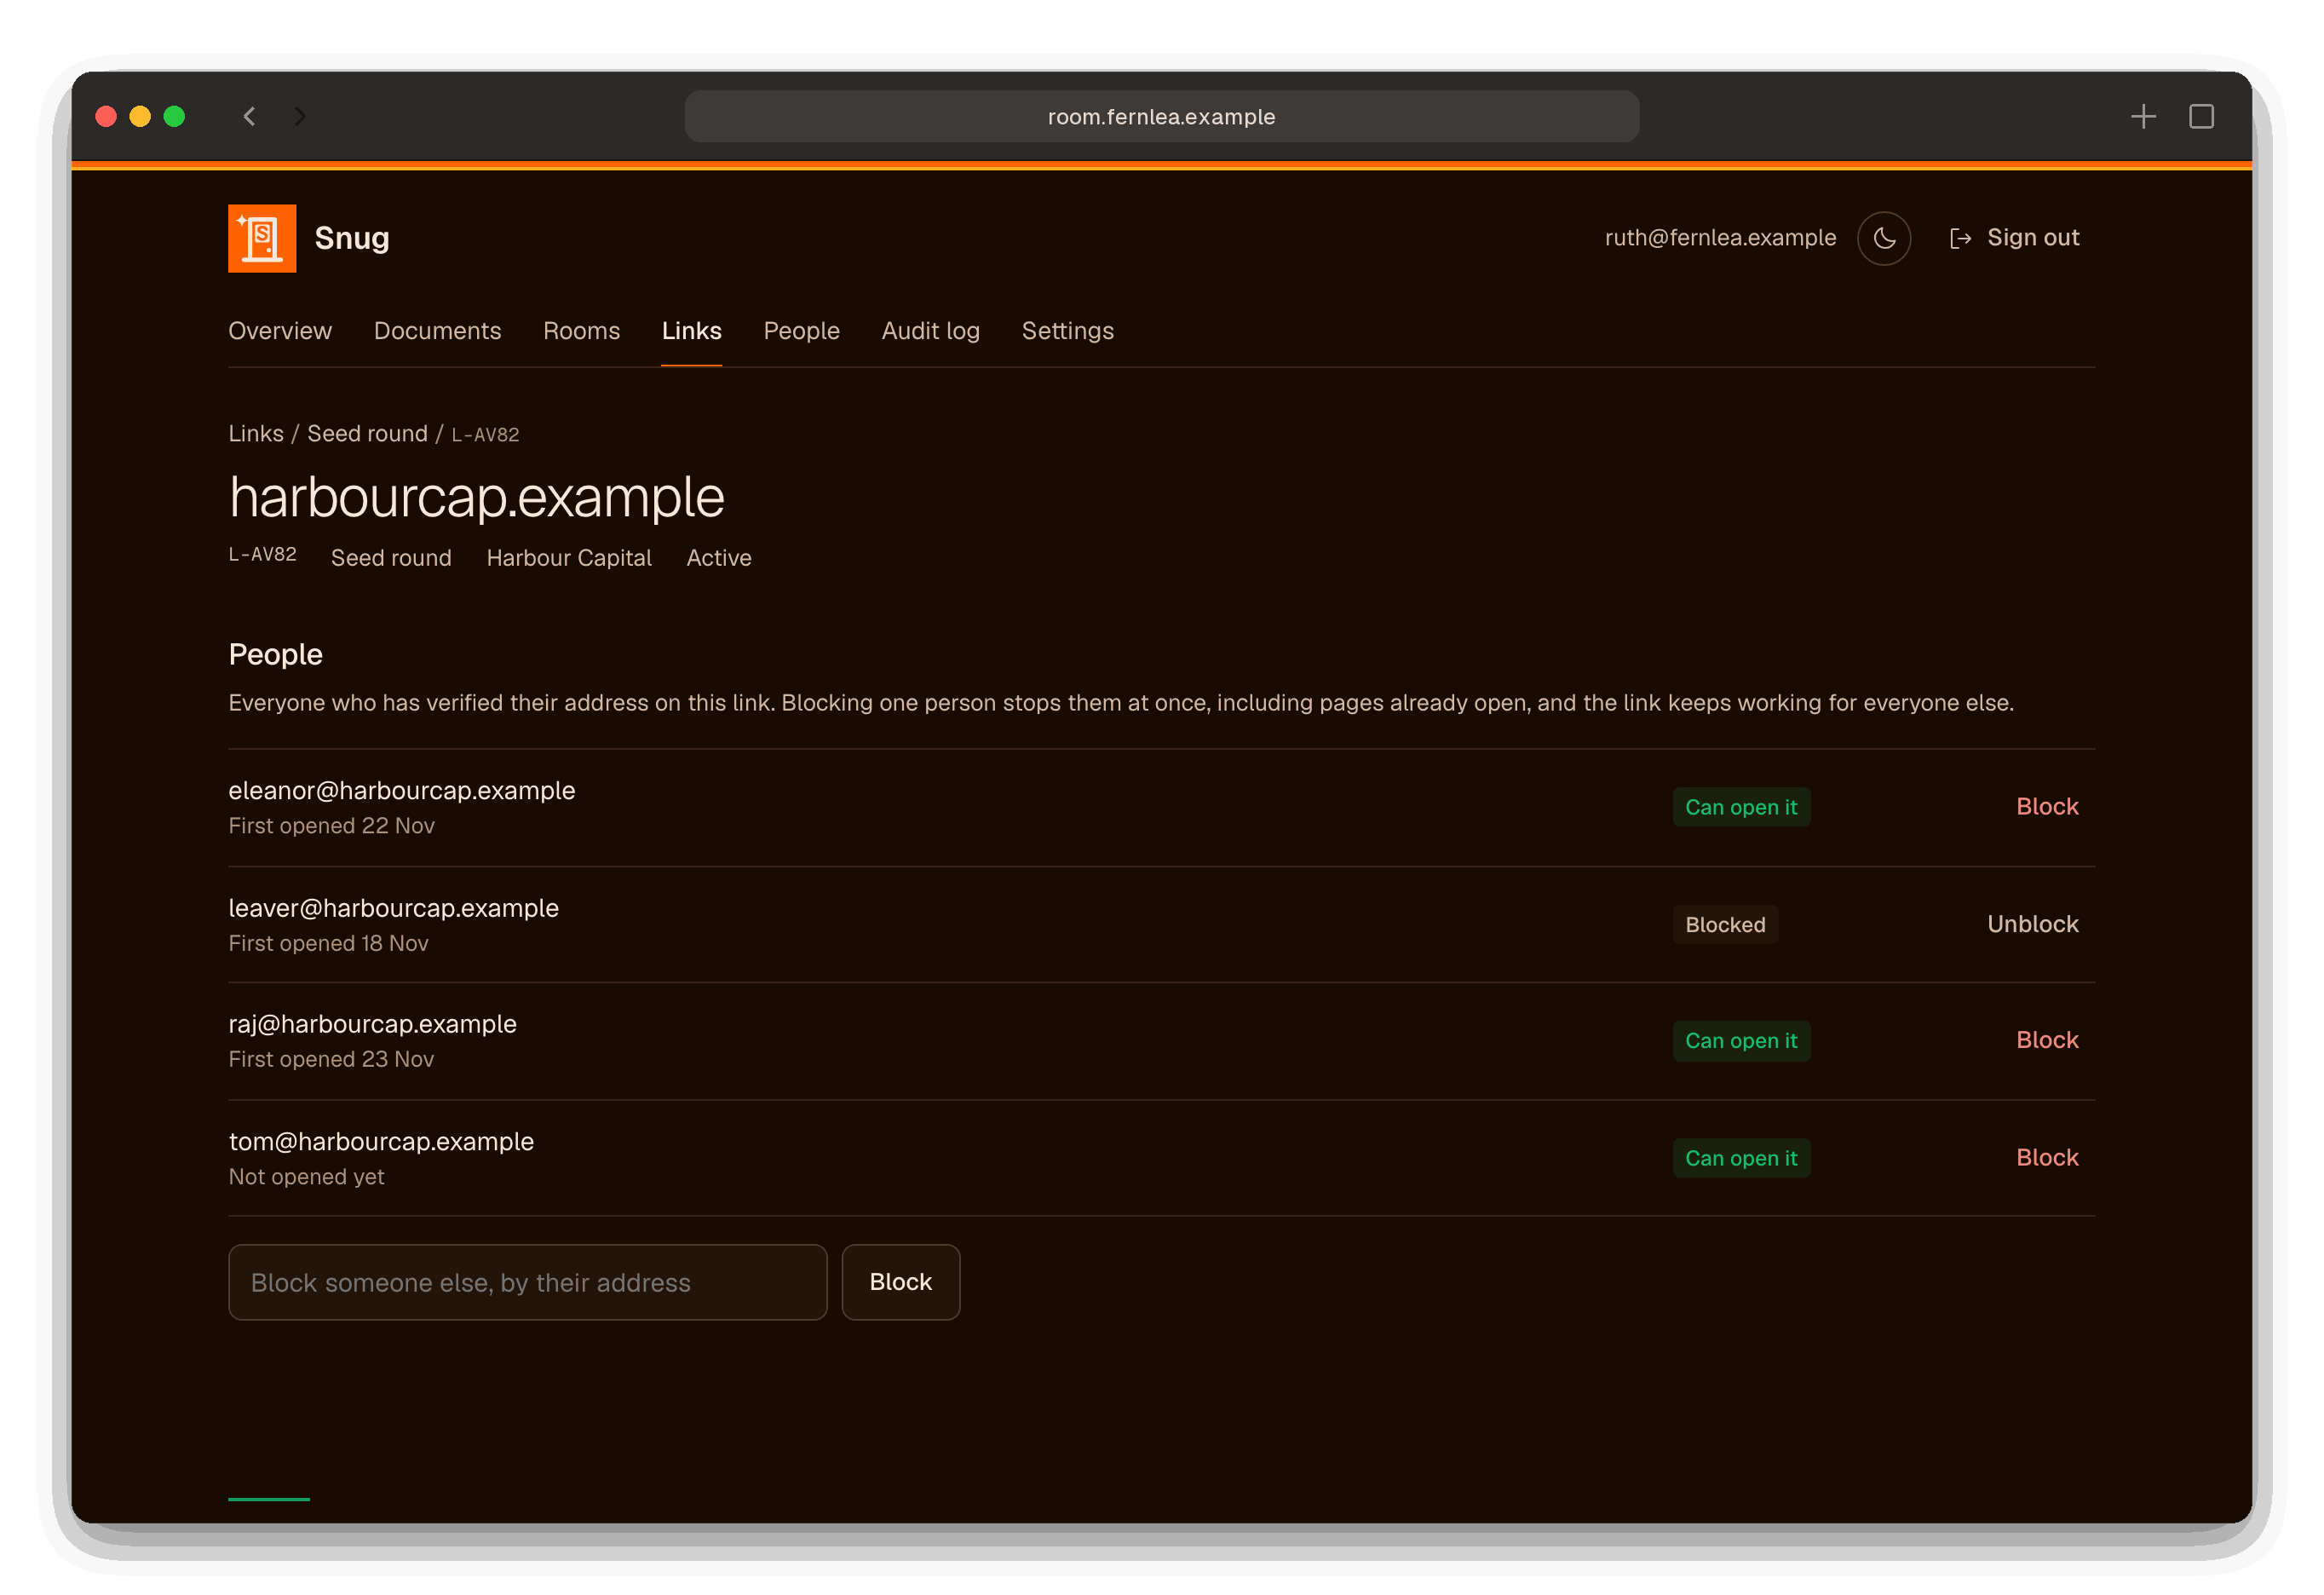 room.fernlea.example
S
Snug
ruth@fernlea.example
Sign out
Overview Documents Rooms Links People Audit log Settings
Links / Seed round / L-AV82
harbourcap.example
L-AV82 Seed round Harbour Capital Active
People
Everyone who has verified their address on this link. Blocking one person stops them at once, including pages already open, and the link keeps working for everyone else.
eleanor@harbourcap.example
First opened 22 Nov
Can open it
Block
leaver@harbourcap.example
First opened 18 Nov
Blocked
Unblock
raj@harbourcap.example
First opened 23 Nov
Can open it
Block
tom@harbourcap.example
Not opened yet
Can open it
Block
Block someone else, by their address
Block